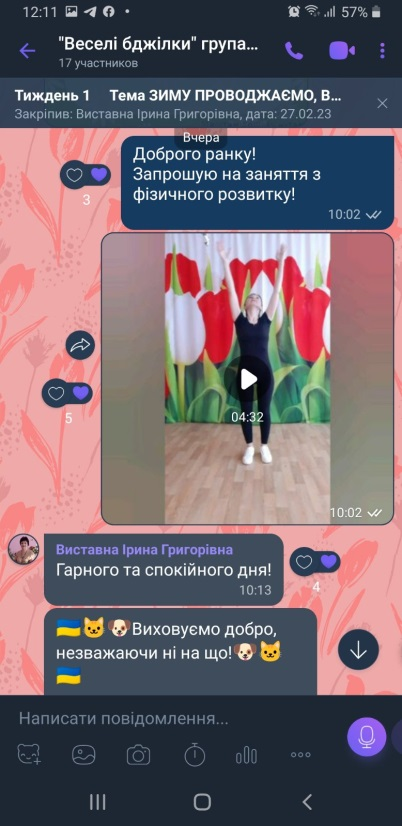 12:11
57%
"Веселі бджілки" група...
17 участников
Тиждень 1 Тема ЗИМУ ПРОВОДЖАЄМО, В...
Закріпив: Виставна Ірина Григорівна, дата: 27.02.23
Вчера
Доброго ранку!
Запрошую на заняття з
фізичного розвитку!
10:02
3
04:32
5
10:02
Виставна Ірина Григорівна
Гарного та спокійного дня!
10:13
4
🇺🇦🐱🐶Виховуємо добро,
незважаючи ні на що!🐶🐱
🇺🇦
Написати повідомлення...